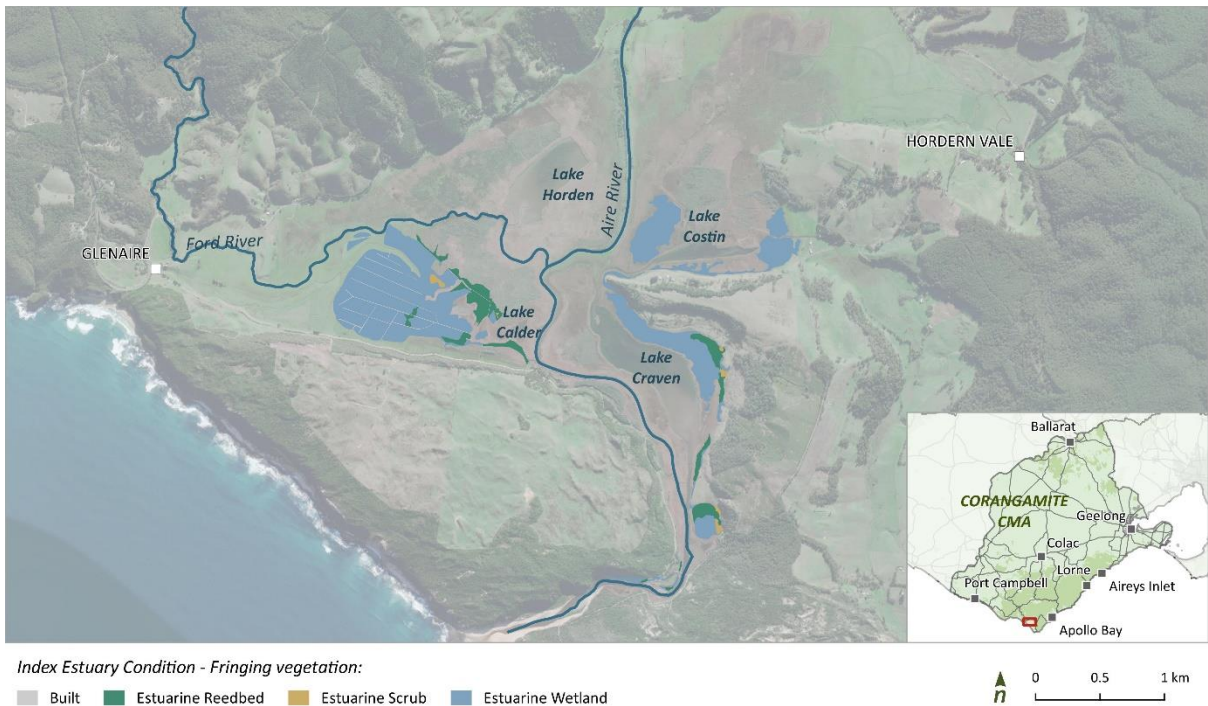 HORDERN VALE
Lake
Horden
Aire River
Lake
Costin
Ford River
GLENAIRE
Lake
Calder
Lake
Craven
Ballarat
CORANGAMITE
CMA
Geelong
Colac
Lorne
Port Campbell
Aireys Inlet
Apollo Bay
Index Estuary Condition - Fringing vegetation:
Built
Estuarine Reedbed
Estuarine Scrub
Estuarine Wetland
n
0 0.5 1 km